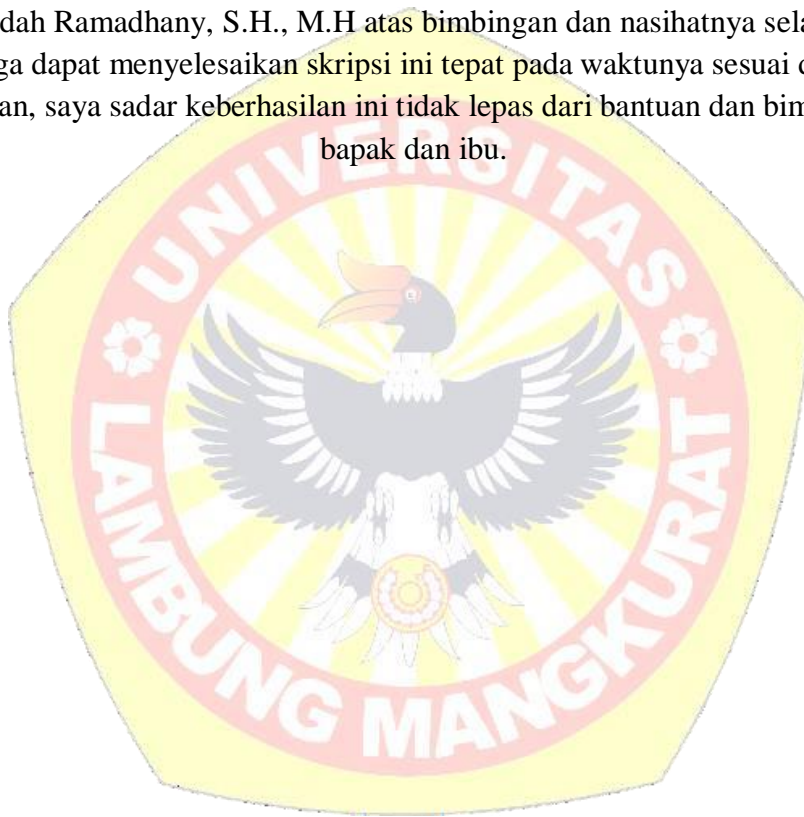 dah Ramadhany, S.H., M.H atas bimbingan dan nasihatnya sela
ga dapat menyelesaikan skripsi ini tepat pada waktunya sesuai d
an, saya sadar keberhasilan ini tidak lepas dari bantuan dan bim
bapak dan ibu.
UNIVERSITAS
LAMBUNG MANGKURAT